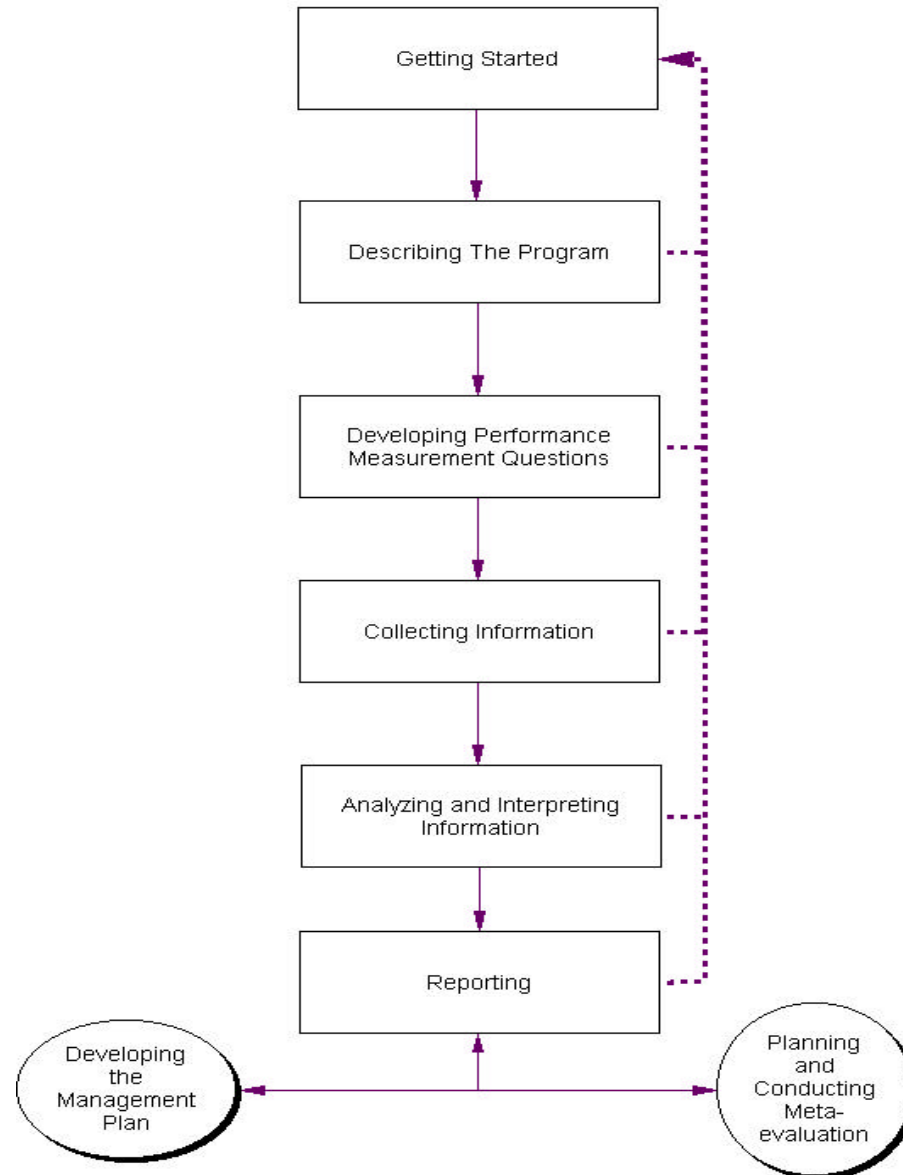 Getting Started
Describing The Program
Developing Performance
Measurement Questions
Collecting Information
Analyzing and Interpreting
Information
Reporting
Developing
the
Management
Plan
Planning
and
Conducting
Meta-
evaluation